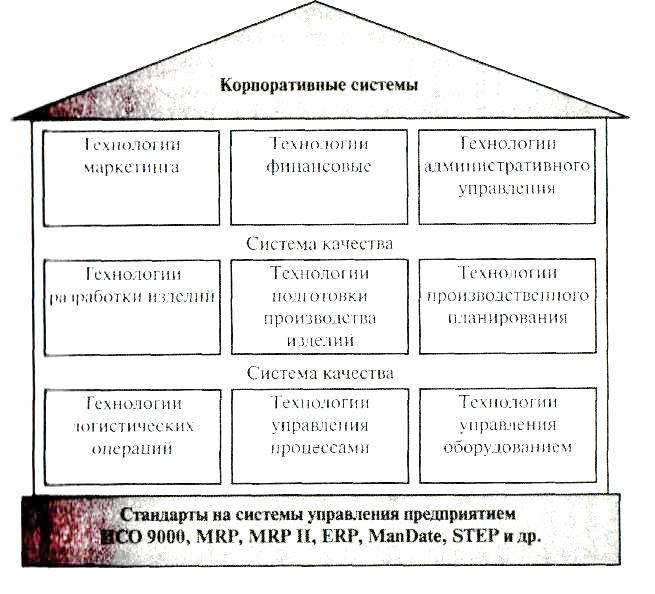 Корпоративные системы
Технологии
маркетинга
Технологии
финансовые
Технологии
административного
управления
Система качества
Технологии
разработки изделий
Технологии
подготовки
производства
изделий
Технологии
производственного
планирования
Система качества
Технологии
логистических
операций
Технологии
управления
процессами
Технологии
управления
оборудованием
Стандарты на системы управления предприятием
ИСО 9000, MRP, MRP II, ERP, ManDate, STEP и др.